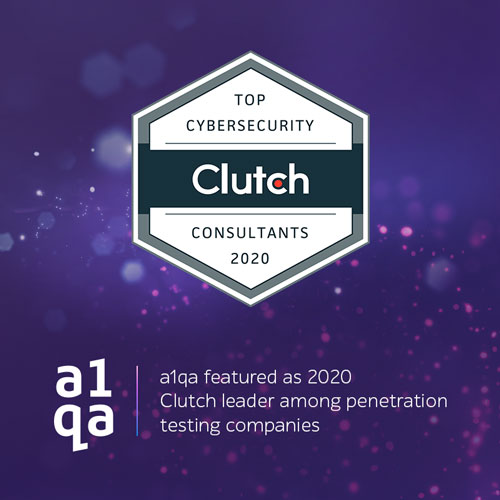 TOP
CYBERSECURITY
Clutch
CONSULTANTS
2020
a1
qa
a1qa featured as 2020
Clutch leader among penetration
testing companies